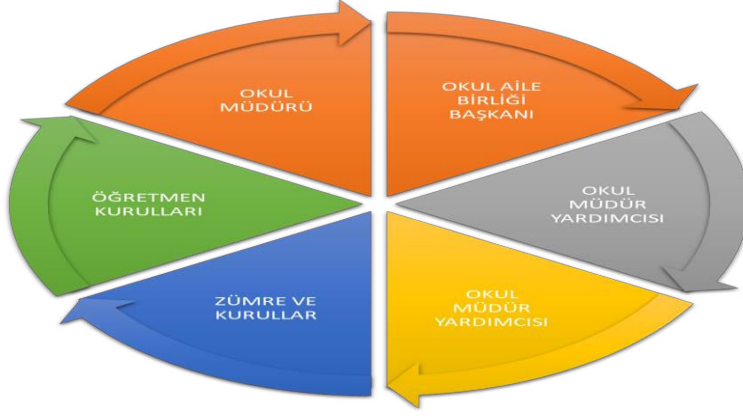 OKUL
MÜDÜRÜ
OKUL AİLE
BİRLİĞİ
BAŞKANI
OKUL
MÜDÜR
YARDIMCISI
OKUL
MÜDÜR
YARDIMCISI
ZÜMRE VE
KURULLAR
ÖĞRETMEN
KURULLARI